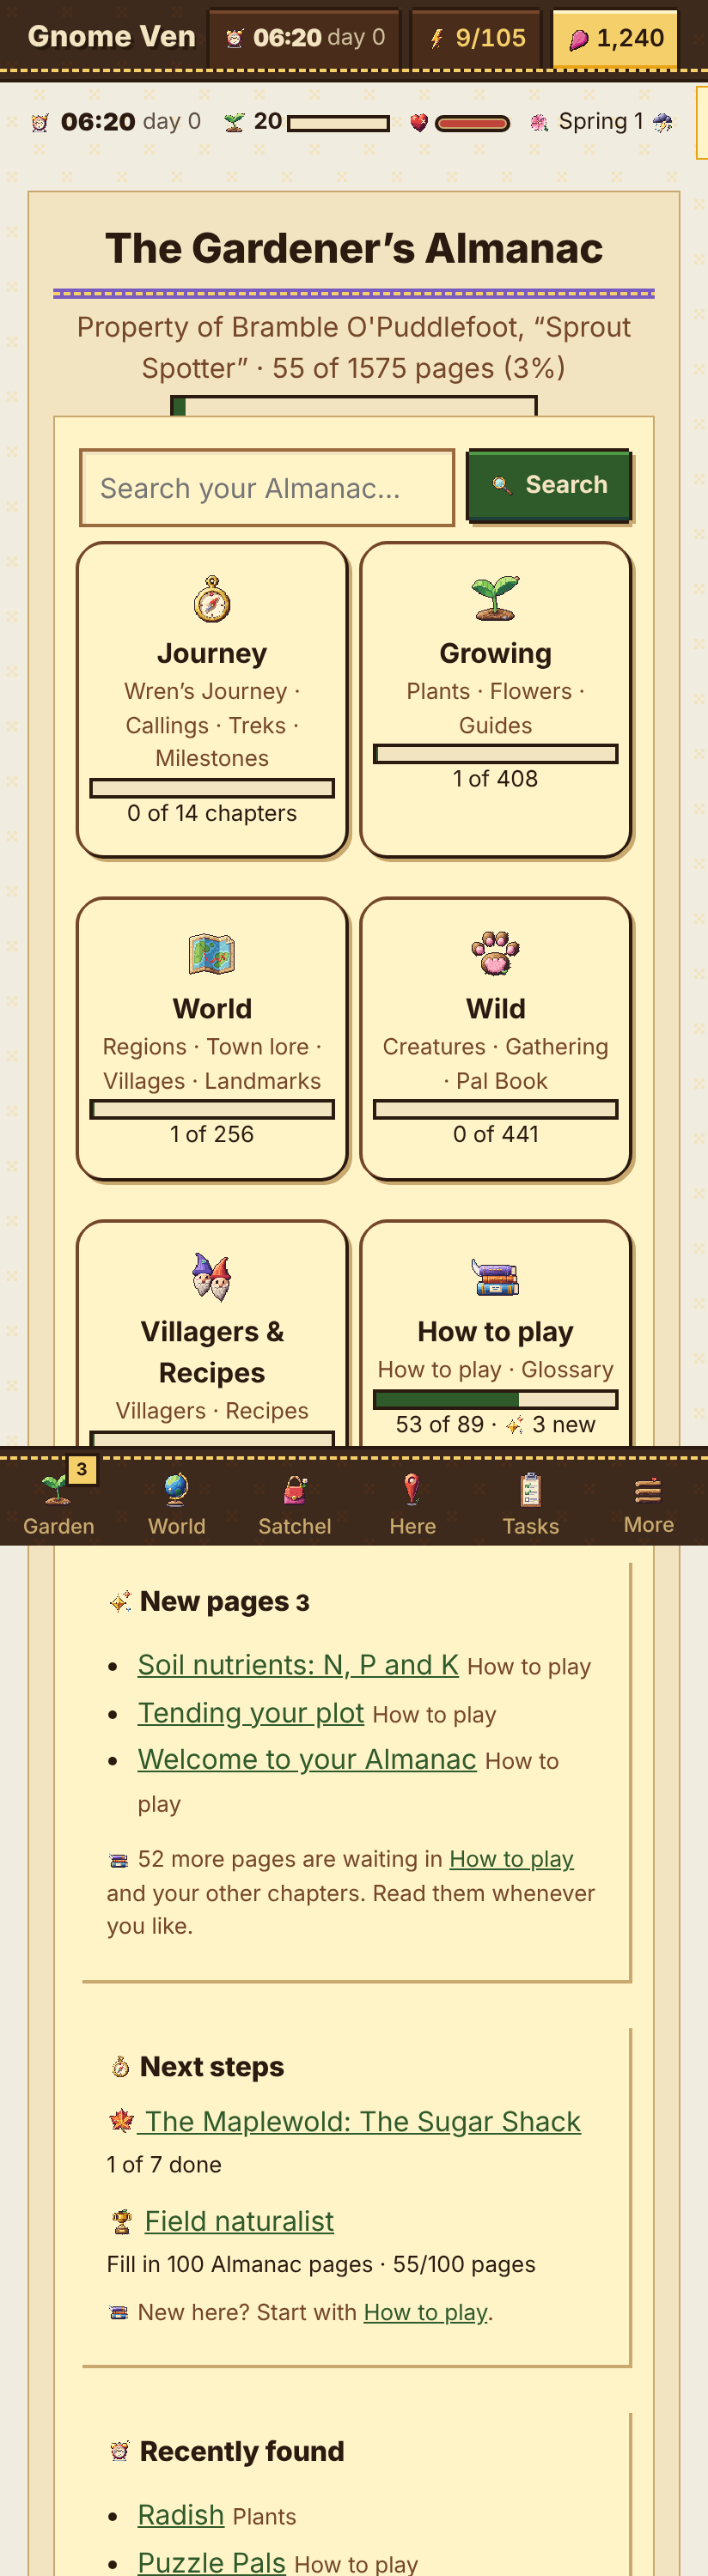 Gnome Ven
06:20 day 0
9/105
1,240
06:20 day 0
20
Spring 1
The Gardener’s Almanac
Property of Bramble O'Puddlefoot, “Sprout
Spotter” · 55 of 1575 pages (3%)
Search your Almanac...
Search
Journey
Wren’s Journey ·
Callings · Treks ·
Milestones
0 of 14 chapters
Growing
Plants · Flowers ·
Guides
1 of 408
World
Regions · Town lore ·
Villages · Landmarks
1 of 256
Wild
Creatures · Gathering
· Pal Book
0 of 441
Villagers &
Recipes
Villagers · Recipes
How to play
How to play · Glossary
53 of 89 · 3 new
3
Garden
World
Satchel
Here
Tasks
More
New pages 3
• Soil nutrients: N, P and K How to play
• Tending your plot How to play
• Welcome to your Almanac How to
play
52 more pages are waiting in How to play
and your other chapters. Read them whenever
you like.
Next steps
The Maplewold: The Sugar Shack
1 of 7 done
Field naturalist
Fill in 100 Almanac pages · 55/100 pages
New here? Start with How to play.
Recently found
• Radish Plants
• Puzzle Pals How to play